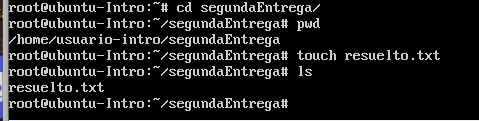 root@ubuntu-Intro:~# cd segundaEntrega/
root@ubuntu-Intro:~/segundaEntrega# pwd
/home/usuario-intro/segundaEntrega
root@ubuntu-Intro:~/segundaEntrega# touch resuelto.txt
root@ubuntu-Intro:~/segundaEntrega# ls
resuelto.txt
root@ubuntu-Intro:~/segundaEntrega#